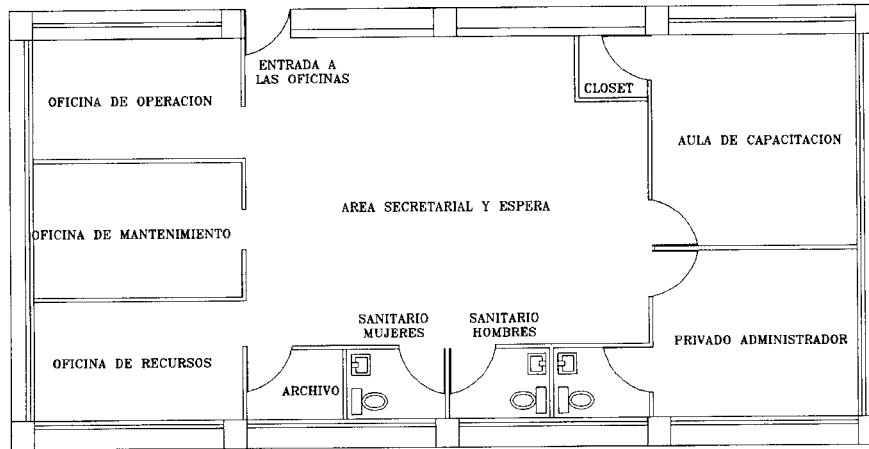 ENTRADA A
LAS OFICINAS
OFICINA DE OPERACION
CLOSET
AULA DE CAPACITACION
AREA SECRETARIAL Y ESPERA
OFICINA DE MANTENIMIENTO
SANITARIO
MUJERES
SANITARIO
HOMBRES
PRIVADO ADMINISTRADOR
OFICINA DE RECURSOS
ARCHIVO